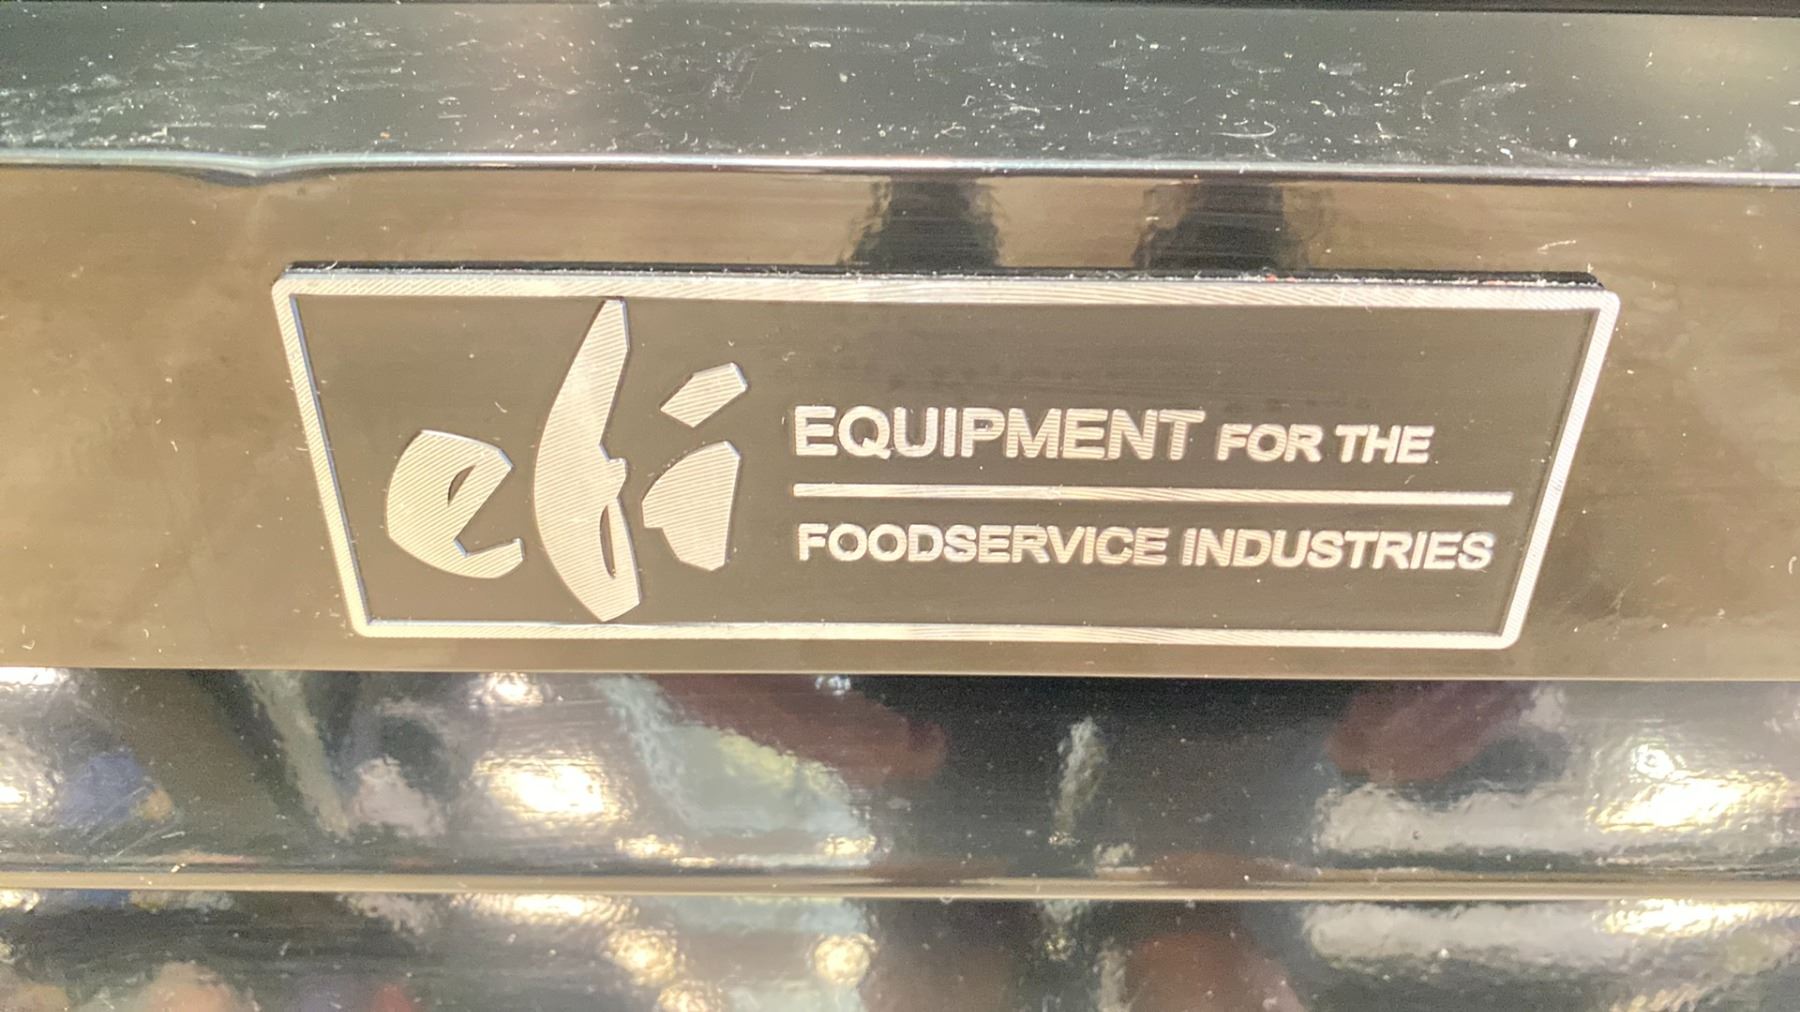 efi
EQUIPMENT FOR THE
FOODSERVICE INDUSTRIES